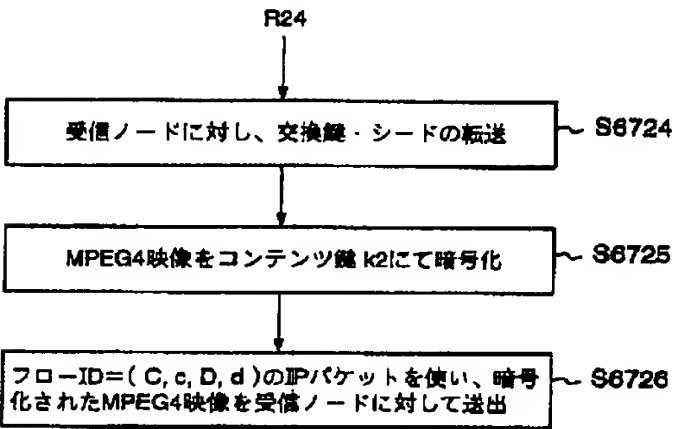 R24
受信ノードに対し、交換鍵・シードの転送
S6724
MPEG4映像をコンテンツ鍵 k2にて暗号化
S6725
フローID=( C, c, D, d )のIPパケットを使い、暗号
化されたMPEG4映像を受信ノードに対して送出
S6726